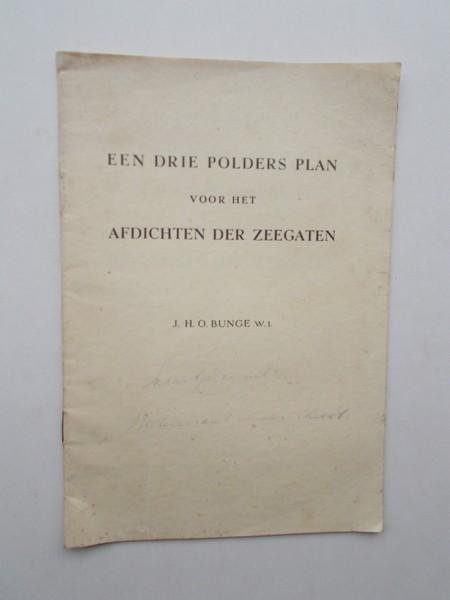 EEN DRIE POLDERS PLAN
VOOR HET
AFDICHTEN DER ZEEGATEN
J. H. O. BUNGE W. I.